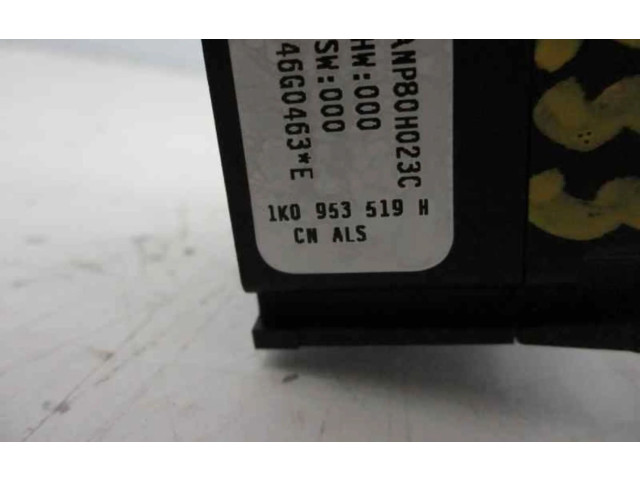 ANP80H023C
HW:000
SW:000
46G0463*E
1K0 953 519 H
CN ALS